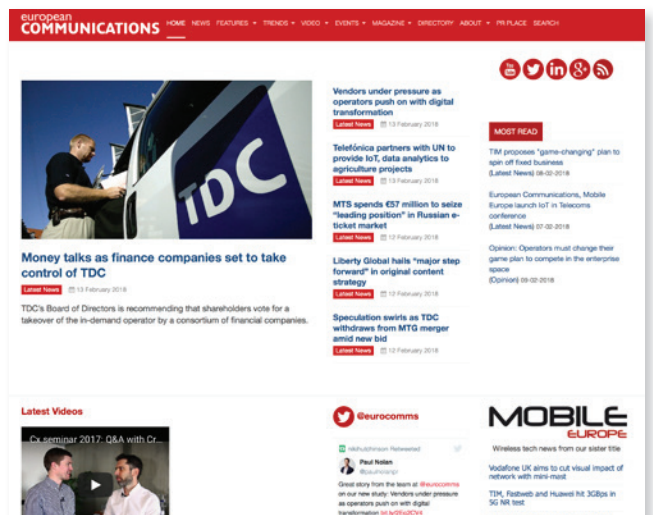 european
COMMUNICATIONS
HOME NEWS FEATURES TRENDS VIDEO EVENTS MAGAZINE DIRECTORY ABOUT PR PLACE SEARCH
You
Tube
in
g+
TDC
Money talks as finance companies set to take
control of TDC
Latest News 13 February 2018
TDC's Board of Directors is recommending that shareholders vote for a
takeover of the in-demand operator by a consortium of financial companies.
Vendors under pressure as
operators push on with digital
transformation
Latest News 13 February 2018
Telefónica partners with UN to
provide IoT, data analytics to
agriculture projects
Latest News 13 February 2018
MTS spends €57 million to seize
"leading position" in Russian e-
ticket market
Latest News 12 February 2018
Liberty Global hails "major step
forward" in original content
strategy
Latest News 12 February 2018
Speculation swirls as TDC
withdraws from MTG merger
amid new bid
Latest News 12 February 2018
MOST READ
TIM proposes "game-changing" plan to
spin off fixed business
(Latest News) 08-02-2018
European Communications, Mobile
Europe launch IoT in Telecoms
conference
(Latest News) 07-02-2018
Opinion: Operators must change their
game plan to compete in the enterprise
space
(Opinion) 09-02-2018
Latest Videos
Cx seminar 2017: Q&A with Cr...
@eurocomms
Retweeted
Paul Nolan
@paulnolanpr
Great story from the team at @eurocomms
on our new study: Vendors under pressure
as operators push on with digital
transformation
MOBILE
EUROPE
Wireless tech news from our sister title
Vodafone UK aims to cut visual impact of
network with mini-mast
TIM, Fastweb and Huawei hit 3GBps in
5G NR test